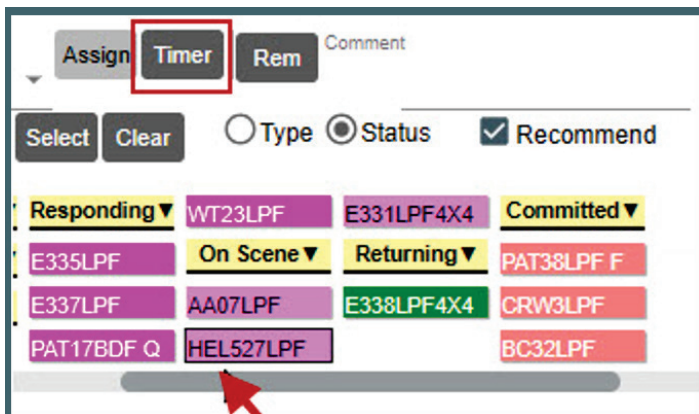 Assign Timer Rem Comment
Select Clear Type Status Recommend
Responding▼ WT23LPF E331LPF4X4 Committed▼
E335LPF On Scene▼ Returning▼ PAT38LPF F
E337LPF AA07LPF E338LPF4X4 CRW3LPF
PAT17BDF Q HEL527LPF BC32LPF